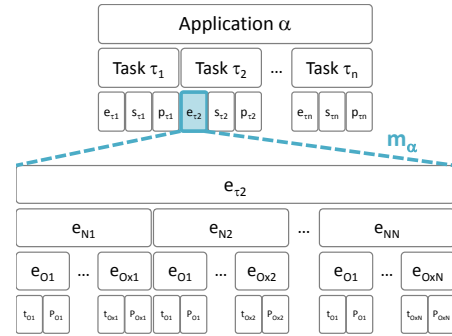 Application α
Task τ1 Task τ2 ... Task τn
eτ1 sτ1 pτ1 eτ2 sτ2 pτ2 eτn sτn pτn
mα
eτ2
eN1 eN2 ... eNN
eO1 ... eOx1 eO1 ... eOx2 eO1 ... eOxN
tO1 PO1 tOx1 POx1 tO1 PO1 tOx2 POx2 tO1 PO1 tOxN POxN